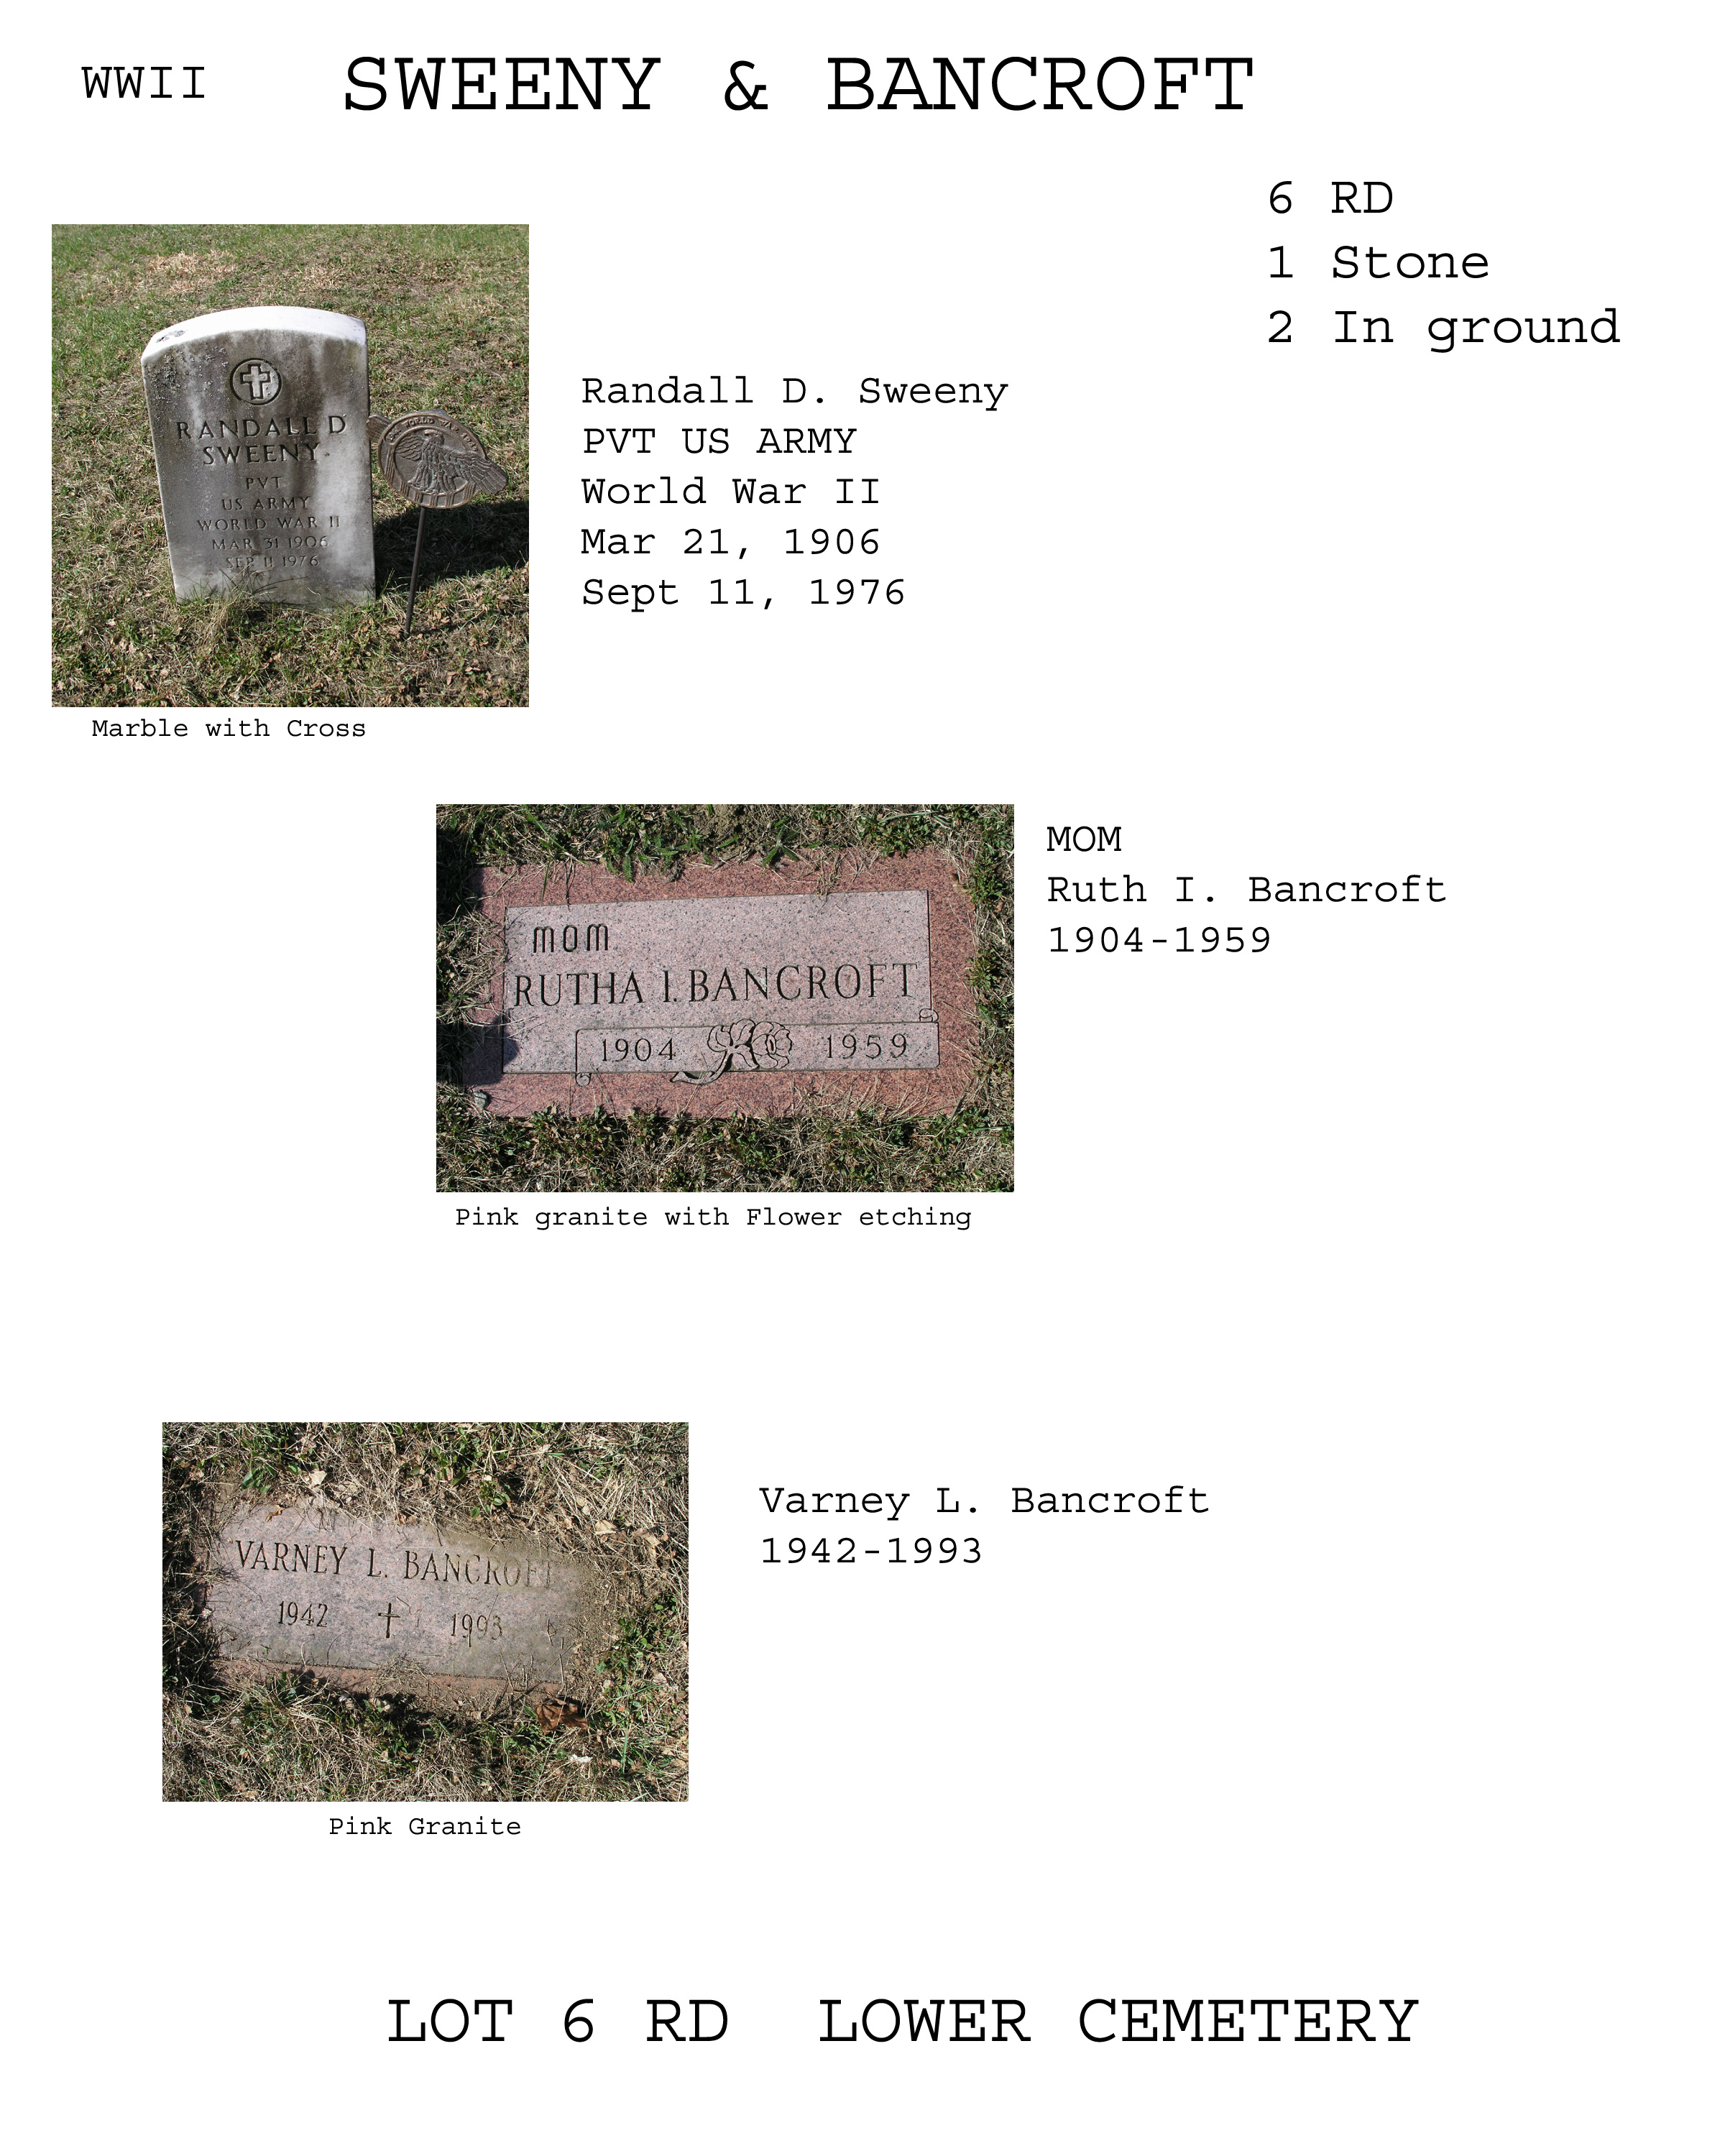 WWII SWEENY & BANCROFT
6 RD
1 Stone
2 In ground
RANDALL D
SWEENY
PVT
US ARMY
WORLD WAR II
MAR 31 1906
SEP 11 1976
Randall D. Sweeny
PVT US ARMY
World War II
Mar 21, 1906
Sept 11, 1976
Marble with Cross
MOM
RUTHA I. BANCROFT
1904 1959
MOM
Ruth I. Bancroft
1904-1959
Pink granite with Flower etching
VARNEY L. BANCROFT
1942 1993
Varney L. Bancroft
1942-1993
Pink Granite
LOT 6 RD LOWER CEMETERY